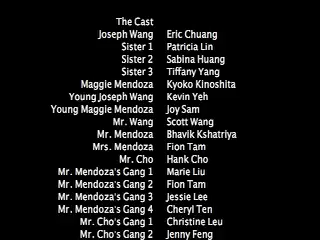 The Cast
Joseph Wang Eric Chuang
Sister 1 Patricia Lin
Sister 2 Sabina Huang
Sister 3 Tiffany Yang
Maggie Mendoza Kyoko Kinoshita
Young Joseph Wang Kevin Yeh
Young Maggie Mendoza Joy Sam
Mr. Wang Scott Wang
Mr. Mendoza Bhavik Kshatriya
Mrs. Mendoza Fion Tam
Mr. Cho Hank Cho
Mr. Mendoza's Gang 1 Marie Liu
Mr. Mendoza's Gang 2 Fion Tam
Mr. Mendoza's Gang 3 Jessie Lee
Mr. Mendoza's Gang 4 Cheryl Ten
Mr. Cho's Gang 1 Christine Leu
Mr. Cho's Gang 2 Jenny Feng